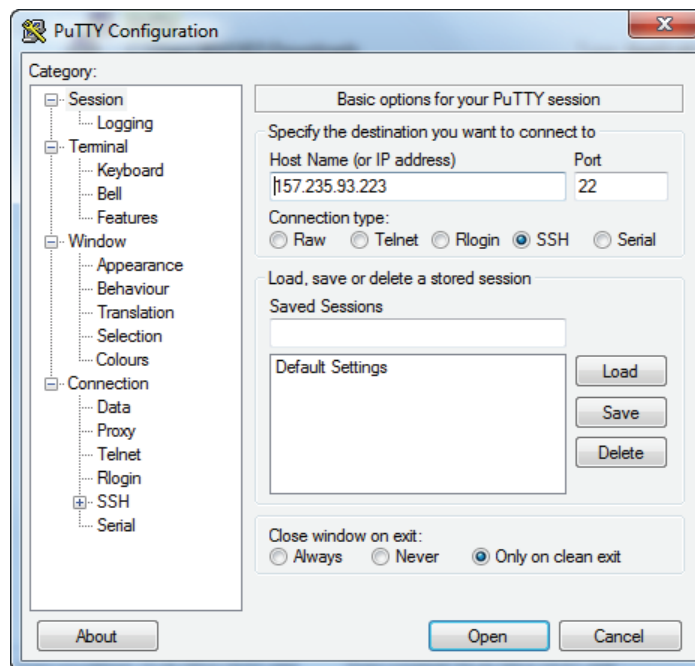 PuTTY Configuration
Category:
Session
Logging
Terminal
Keyboard
Bell
Features
Window
Appearance
Behaviour
Translation
Selection
Colours
Connection
Data
Proxy
Telnet
Rlogin
SSH
Serial
Basic options for your PuTTY session
Specify the destination you want to connect to
Host Name (or IP address) Port
157.235.93.223 22
Connection type:
Raw Telnet Rlogin SSH Serial
Load, save or delete a stored session
Saved Sessions
Default Settings
Load
Save
Delete
Close window on exit:
Always Never Only on clean exit
About Open Cancel